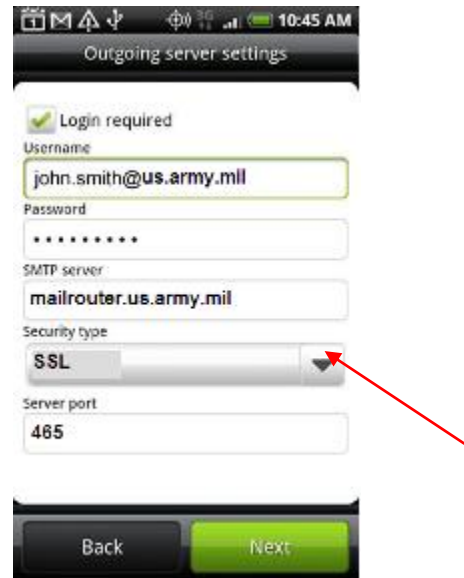 10:45 AM
Outgoing server settings
Login required
Username
john.smith@us.army.mil
Password
•••••••••
SMTP server
mailrouter.us.army.mil
Security type
SSL
Server port
465
Back Next